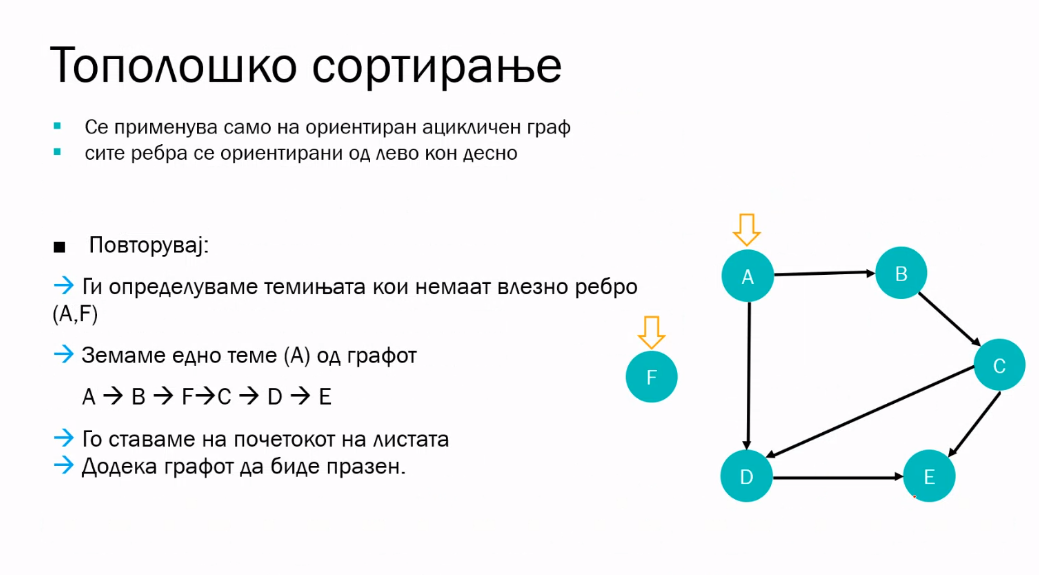 Тополошко сортирање
▪ Се применува само на ориентиран ацикличен граф
▪ сите ребра се ориентирани од лево кон десно
■ Повторувај:
→ Ги определуваме темињата кои немаат влезно ребро
(A,F)
→ Земаме едно теме (A) од графот
A → B → F→C → D → E
→ Го ставаме на почетокот на листата
→ Додека графот да биде празен.
A
B
F
C
D
E